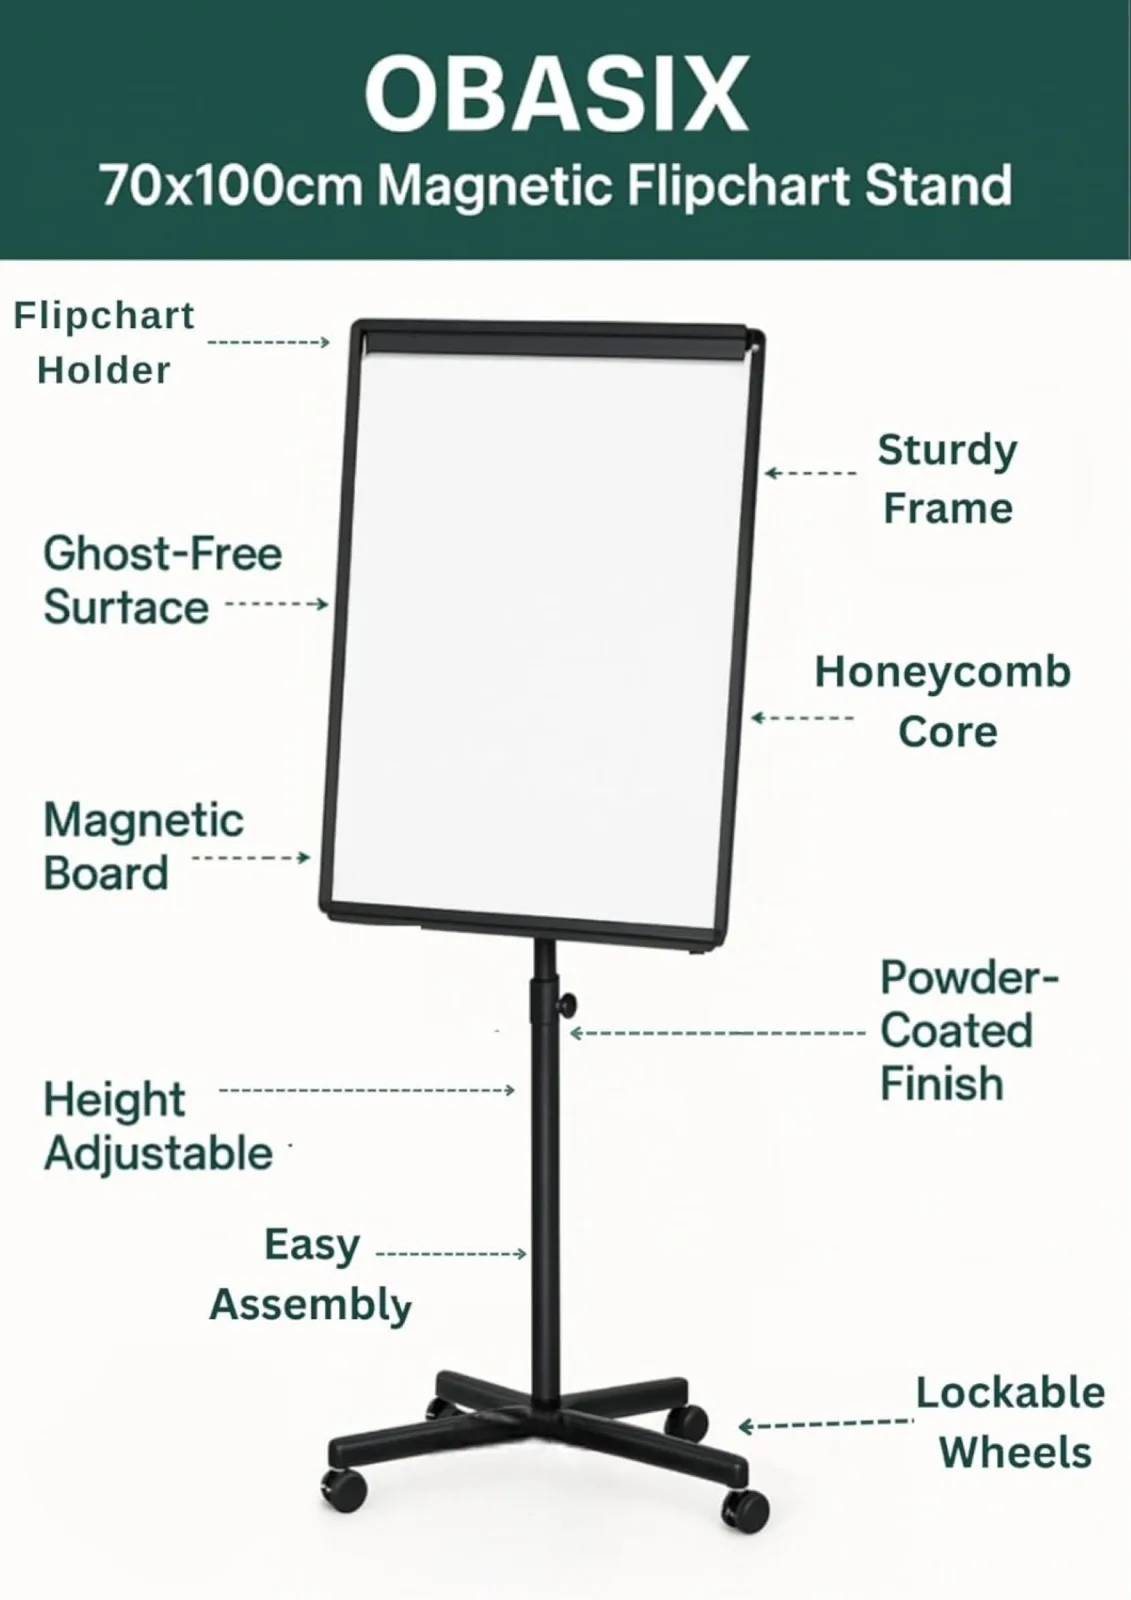 OBASIX
70x100cm Magnetic Flipchart Stand
Flipchart
Holder
Sturdy
Frame
Ghost-Free
Surface
Honeycomb
Core
Magnetic
Board
Powder-
Coated
Finish
Height
Adjustable
Easy
Assembly
Lockable
Wheels